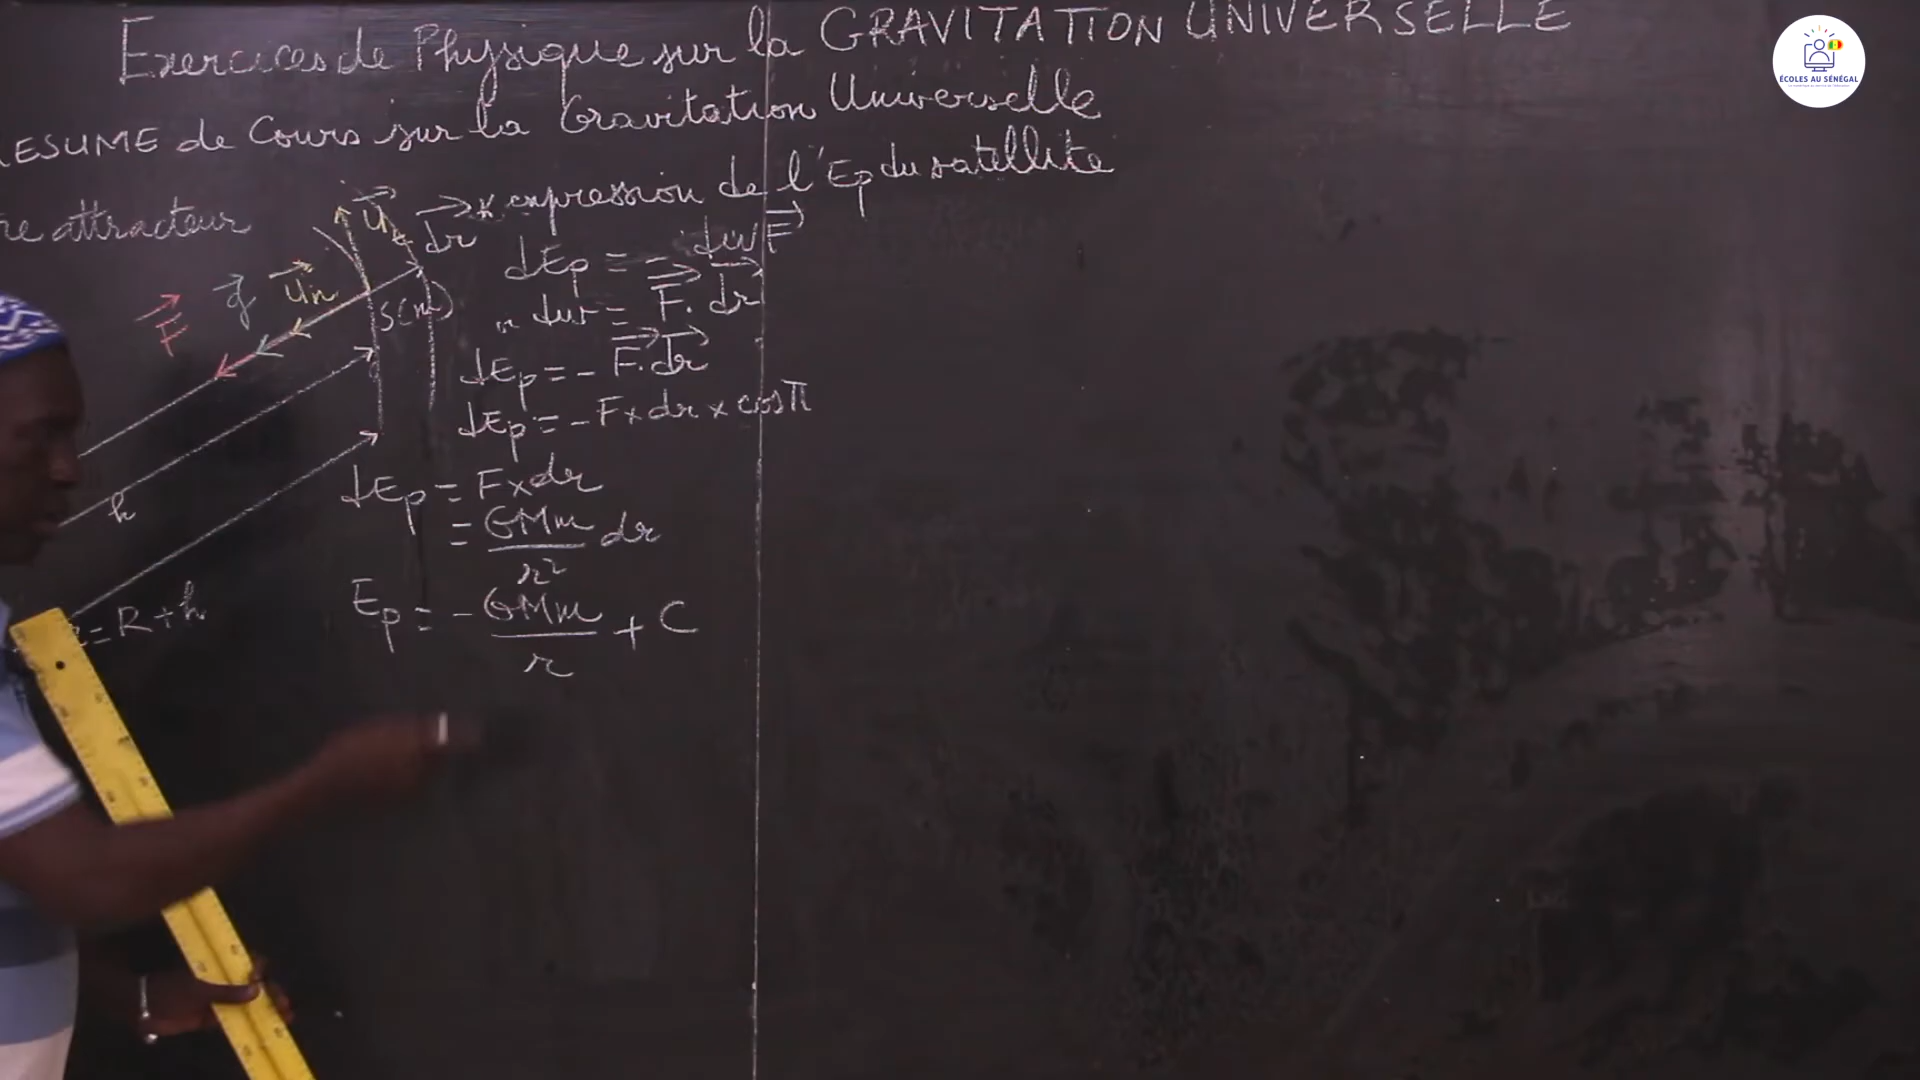 Exercices de Physique sur la GRAVITATION UNIVERSELLE
RESUME de Cours sur la Gravitation Universelle
* expression de l'Ep du satellite
re attracteur
u
dr
dEp = - dw F
F
g
un
S(m)
dw = F . dr
dEp = - F . dr
dEp = - F x dr x cos π
dEp = F x dr
h
= GMm/r² dr
Ep = - GMm/r + C
= R + h
ÉCOLES AU SÉNÉGAL